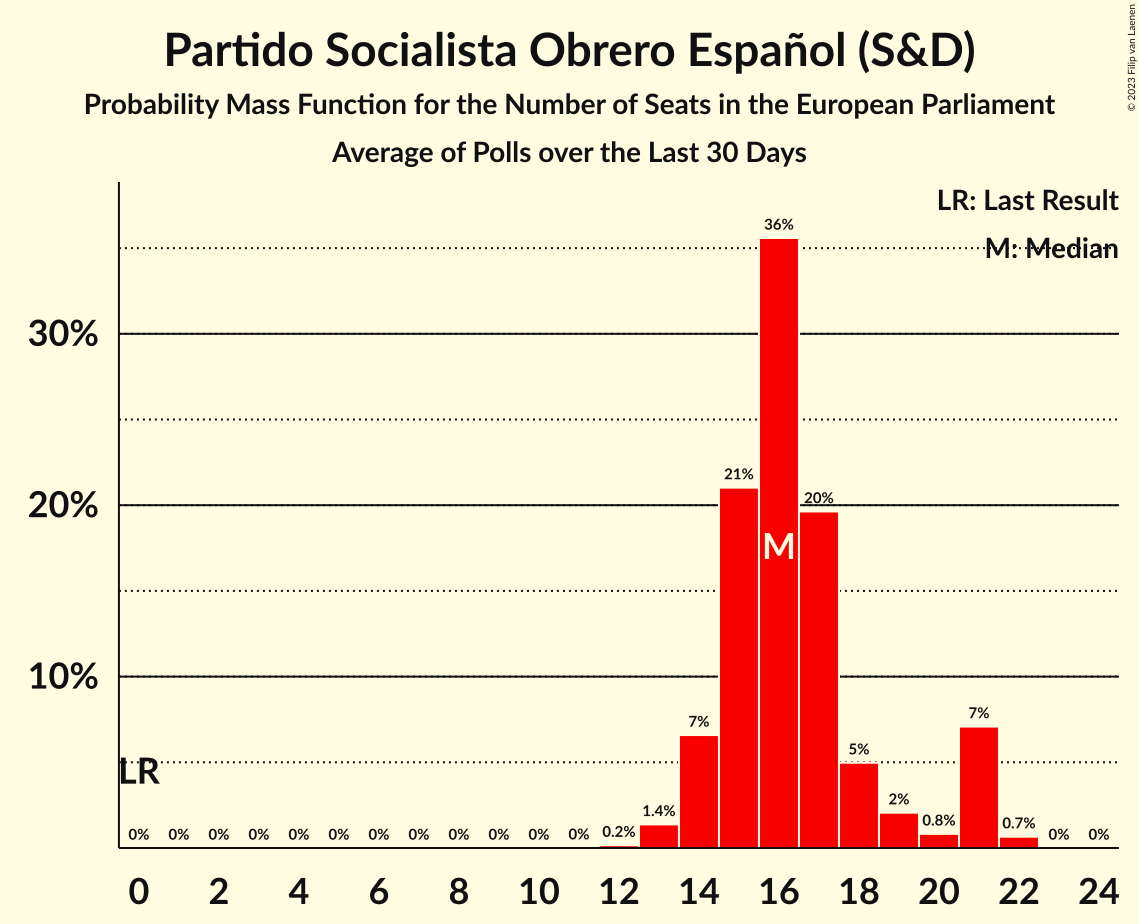 Partido Socialista Obrero Español (S&D)
Probability Mass Function for the Number of Seats in the European Parliament
Average of Polls over the Last 30 Days
© 2023 Filip van Laenen
LR: Last Result
M: Median
36%
30%
21%
20%
20%
M
10%
7%
7%
5%
LR
2%
1.4%
0.8%
0.7%
0.2%
0% 0% 0% 0% 0% 0% 0% 0% 0% 0% 0% 0% 0% 0%
0 2 4 6 8 10 12 14 16 18 20 22 24